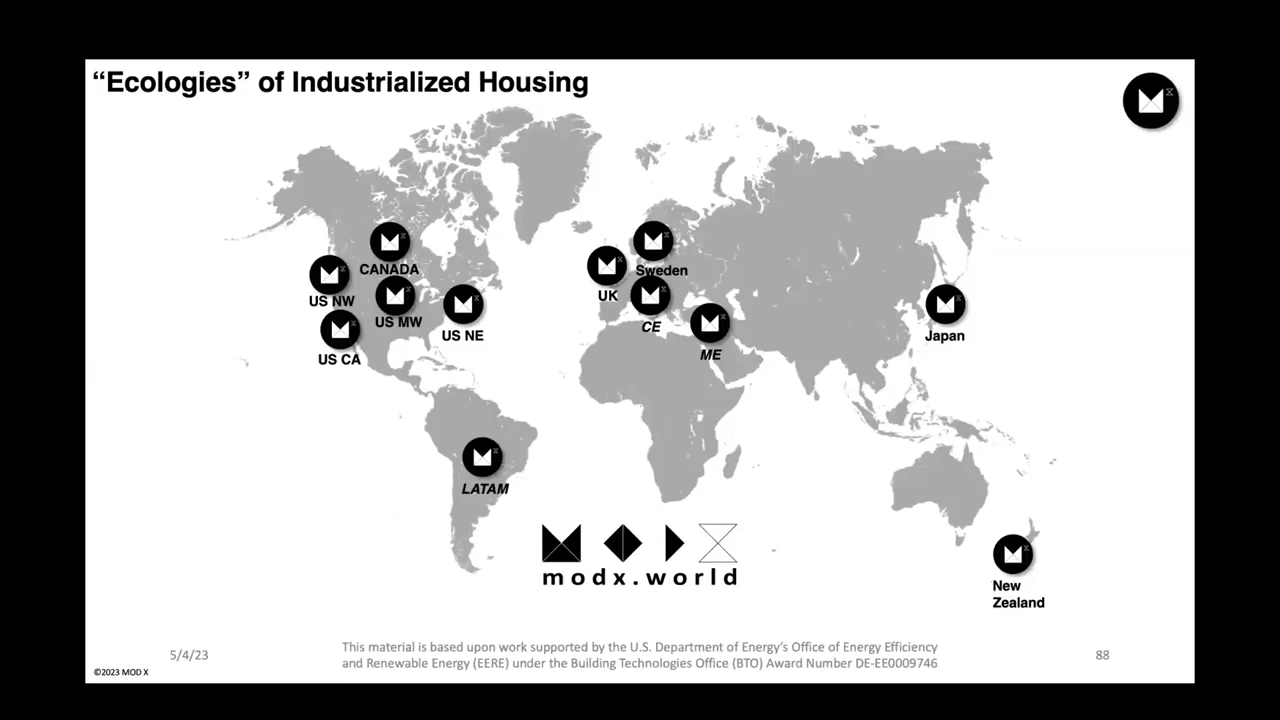 “Ecologies” of Industrialized Housing
CANADA
US NW
US MW
US NE
US CA
Sweden
UK
CE
ME
Japan
LATAM
New
Zealand
modx.world
5/4/23
This material is based upon work supported by the U.S. Department of Energy’s Office of Energy Efficiency
and Renewable Energy (EERE) under the Building Technologies Office (BTO) Award Number DE-EE0009746
88
©2023 MOD X